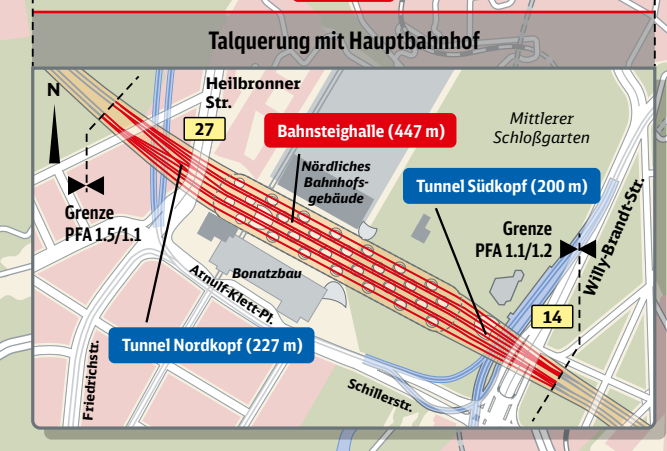 Talquerung mit Hauptbahnhof
N
Heilbronner
Str.
27
Bahnsteighalle (447 m)
Mittlerer
Schloßgarten
Nördliches
Bahnhofs-
gebäude
Tunnel Südkopf (200 m)
Grenze
PFA 1.5/1.1
Grenze
PFA 1.1/1.2
Willy-Brandt-Str.
Bonatzbau
Arnulf-Klett-Pl.
14
Tunnel Nordkopf (227 m)
Friedrichstr.
Schillerstr.